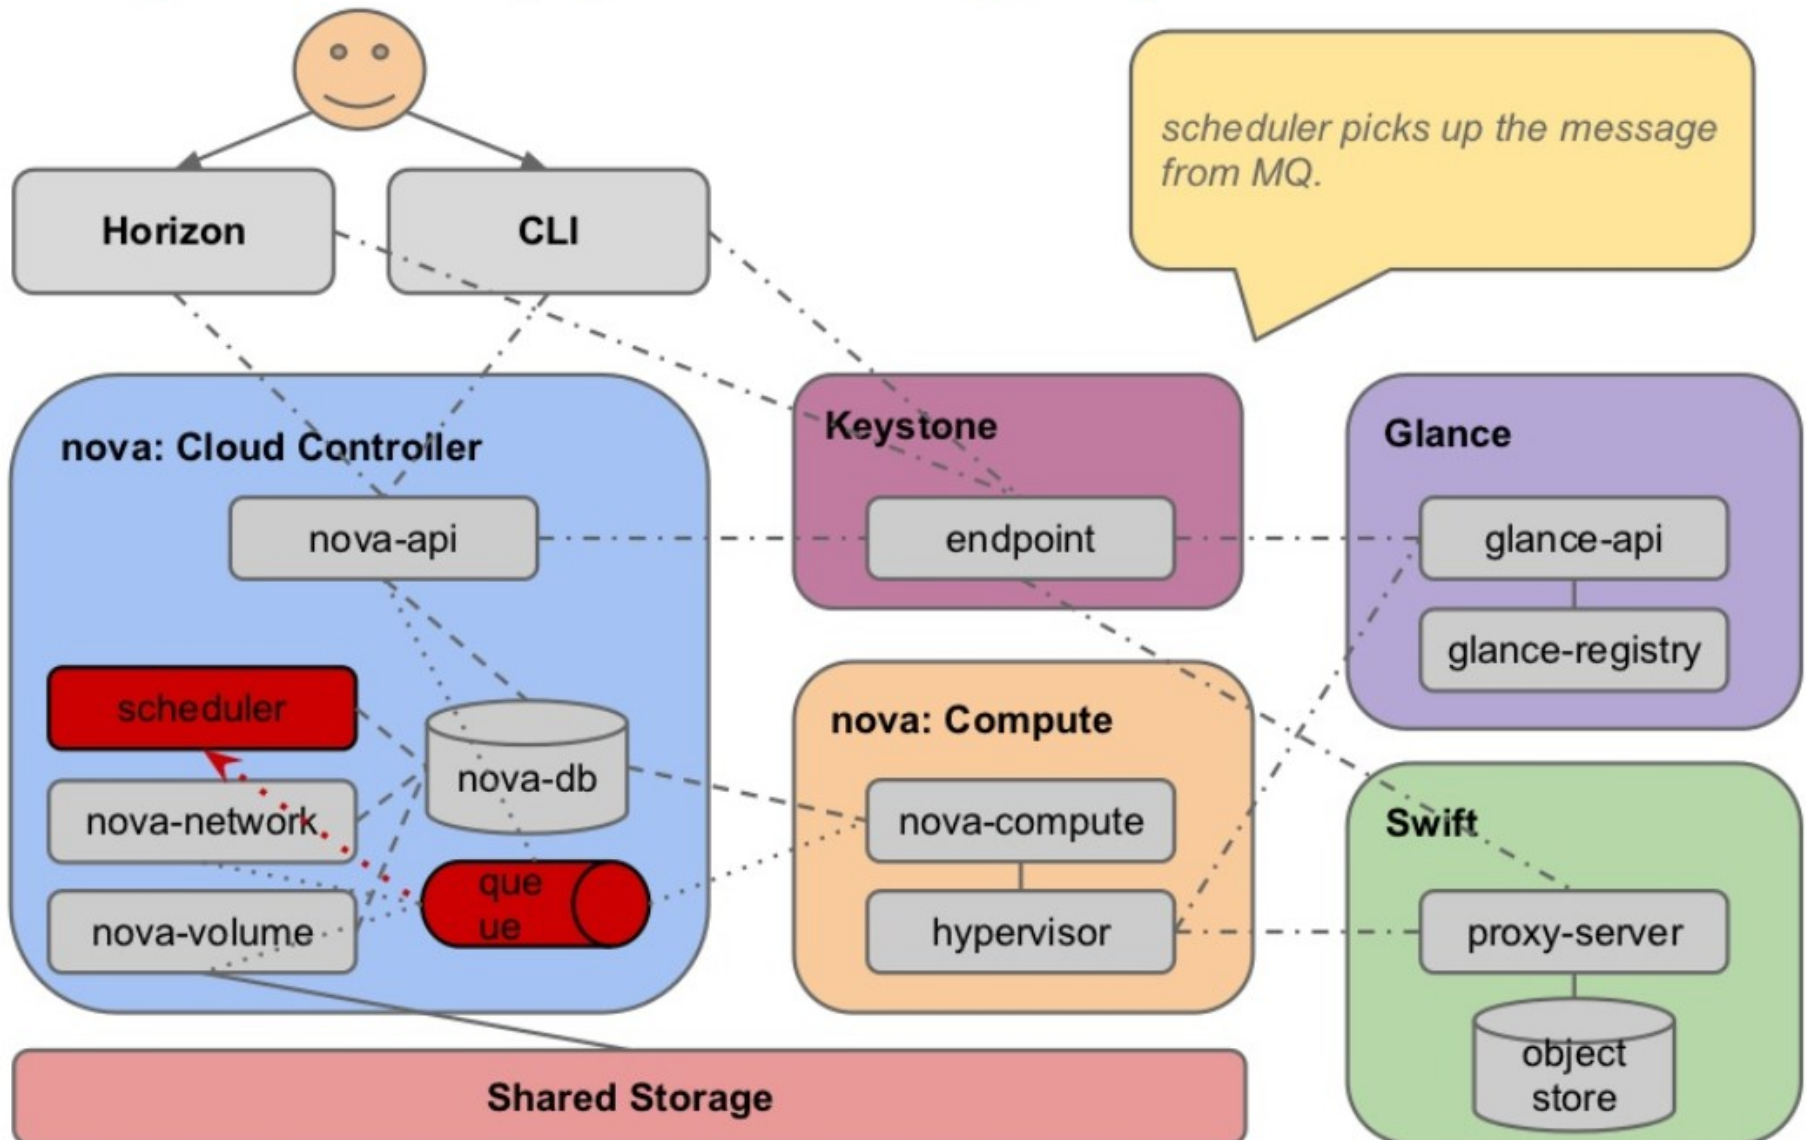 scheduler picks up the message
from MQ.
Horizon
CLI
nova: Cloud Controller
Keystone
Glance
nova-api
endpoint
glance-api
glance-registry
scheduler
nova: Compute
nova-db
nova-network
nova-compute
Swift
que
ue
nova-volume
hypervisor
proxy-server
object
store
Shared Storage